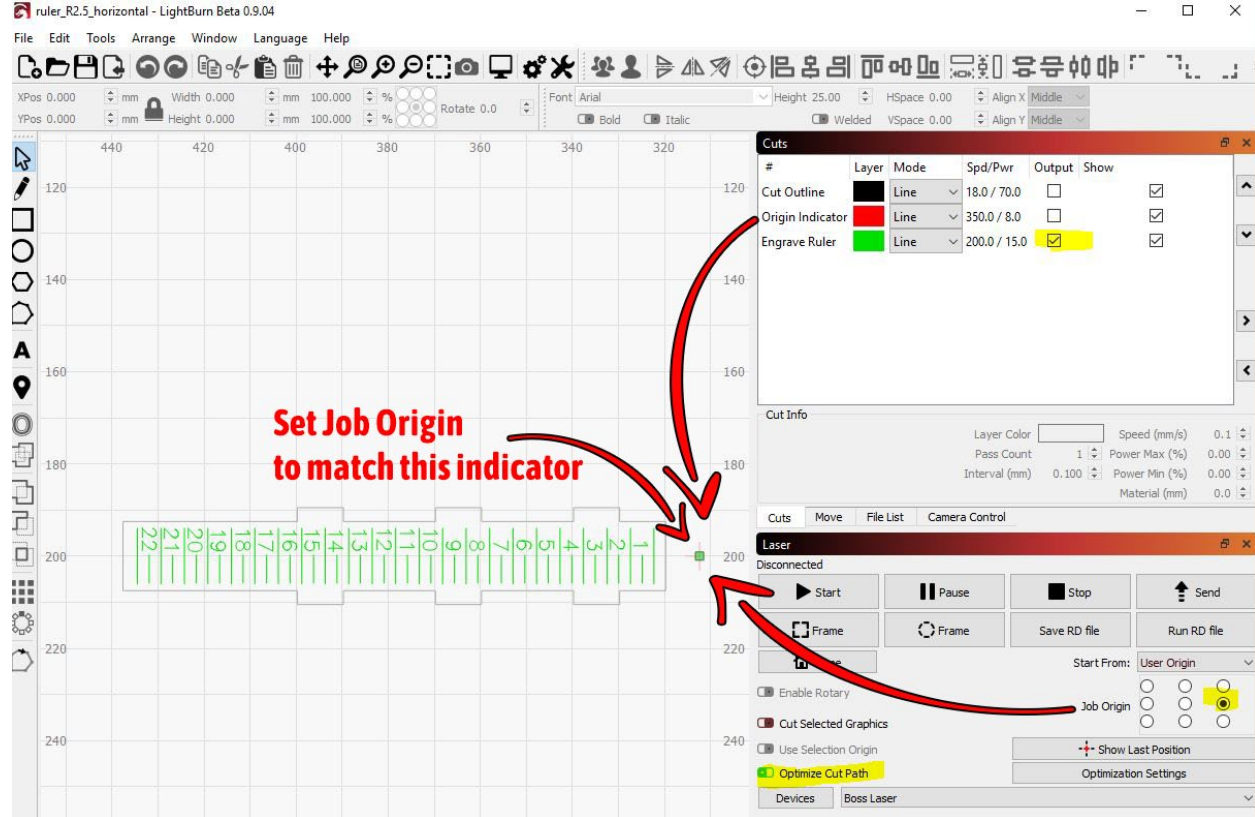 ruler_R2.5_horizontal - LightBurn Beta 0.9.04
File Edit Tools Arrange Window Language Help
XPos 0.000 mm Width 0.000 mm 100.000 % Rotate 0.0 Font Arial Height 25.00 HSpace 0.00 Align X Middle
YPos 0.000 mm Height 0.000 mm 100.000 % Bold Italic Welded VSpace 0.00 Align Y Middle
440 420 400 380 360 340 320
120 120
140 140
160 160
180 180
200 200
220 220
240 240
A
Set Job Origin
to match this indicator
22 21 20 19 18 17 16 15 14 13 12 11 10 9 8 7 6 5 4 3 2 1
Cuts
# Layer Mode Spd/Pwr Output Show
Cut Outline Line 18.0 / 70.0
Origin Indicator Line 350.0 / 8.0
Engrave Ruler Line 200.0 / 15.0
Cut Info
Layer Color Speed (mm/s) 0.1
Pass Count 1 Power Max (%) 0.00
Interval (mm) 0.100 Power Min (%) 0.00
Material (mm) 0.0
Cuts Move File List Camera Control
Laser
Disconnected
Start Pause Stop Send
Frame Frame Save RD file Run RD file
Start From: User Origin
Enable Rotary
Job Origin
Cut Selected Graphics
Use Selection Origin Show Last Position
Optimize Cut Path Optimization Settings
Devices Boss Laser